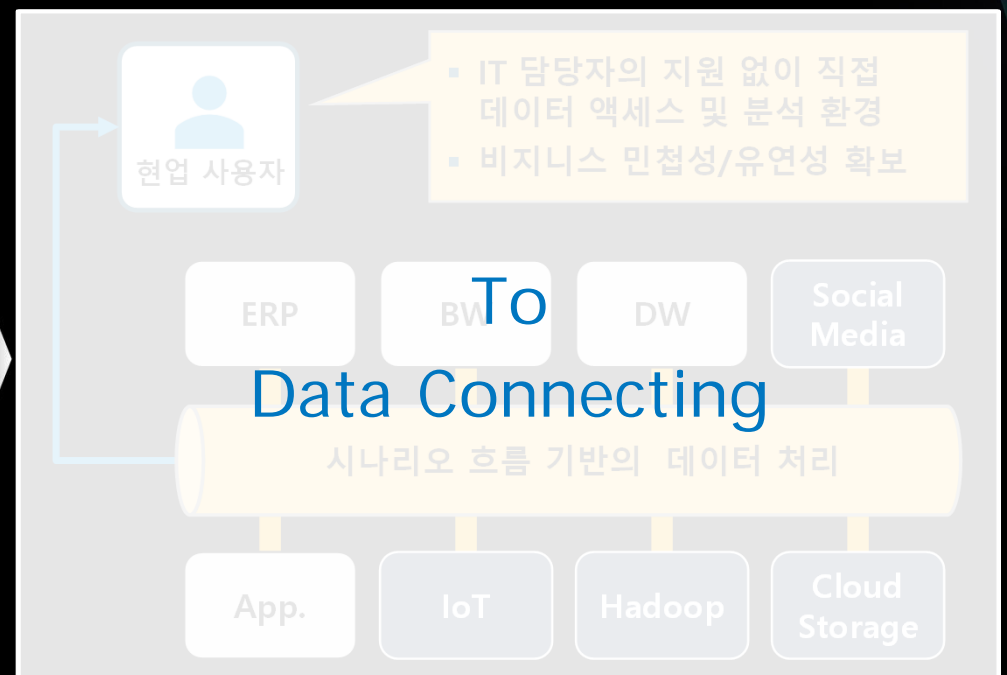 ▪ IT 담당자의 지원 없이 직접
데이터 액세스 및 분석 환경
▪ 비지니스 민첩성/유연성 확보
현업 사용자
ERP
BW
DW
Social
Media
To
Data Connecting
시나리오 흐름 기반의 데이터 처리
App.
IoT
Hadoop
Cloud
Storage